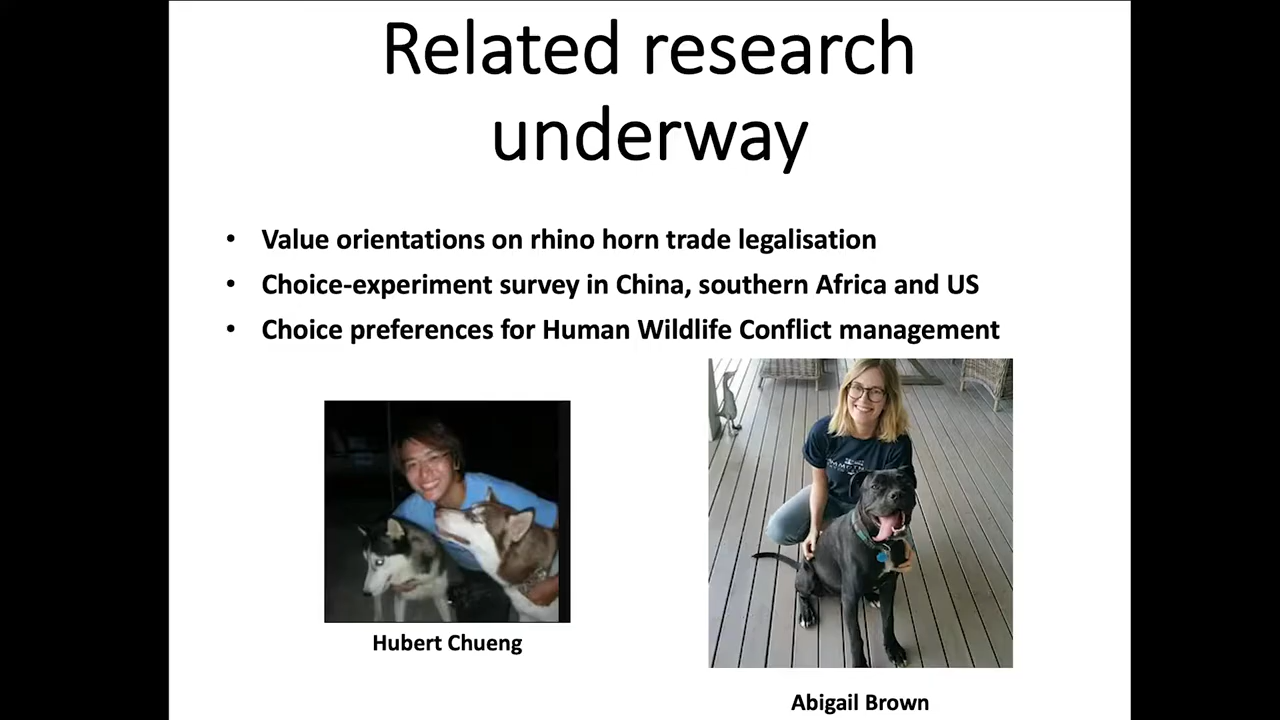 Related research
underway
• Value orientations on rhino horn trade legalisation
• Choice-experiment survey in China, southern Africa and US
• Choice preferences for Human Wildlife Conflict management
Hubert Chueng
Abigail Brown